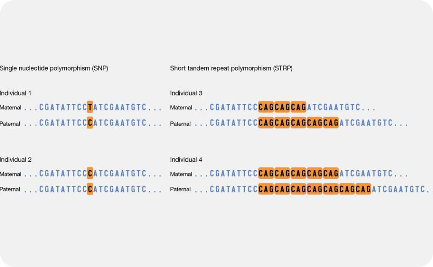 Single nucleotide polymorphism (SNP)
Individual 1
Maternal ...CGATATTCCTATCGAATGTC...
Paternal ...CGATATTCCCATCGAATGTC...
Individual 2
Maternal ...CGATATTCCCATCGAATGTC...
Paternal ...CGATATTCCCATCGAATGTC...
Short tandem repeat polymorphism (STRP)
Individual 3
Maternal ...CGATATTCCCAGCAGCAGATCGAATGTC...
Paternal ...CGATATTCCCAGCAGCAGCAGCAGATCGAATGTC...
Individual 4
Maternal ...CGATATTCCCAGCAGCAGCAGCAGATCGAATGTC...
Paternal ...CGATATTCCCAGCAGCAGCAGCAGCAGCAGATCGAATGTC.